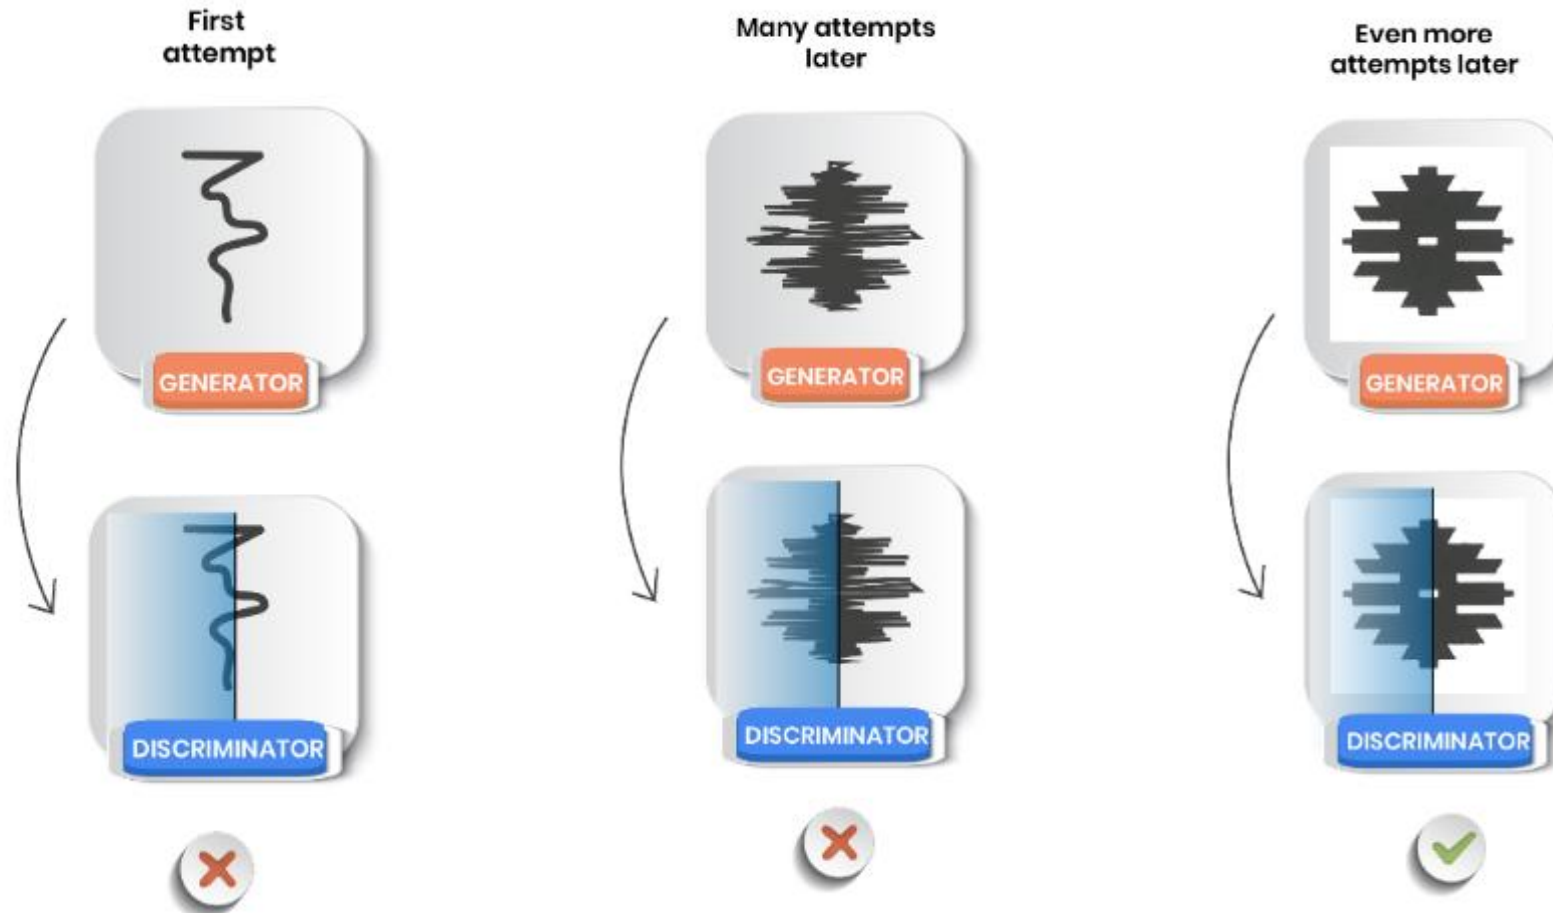 First
attempt
GENERATOR
DISCRIMINATOR
Many attempts
later
GENERATOR
DISCRIMINATOR
Even more
attempts later
GENERATOR
DISCRIMINATOR